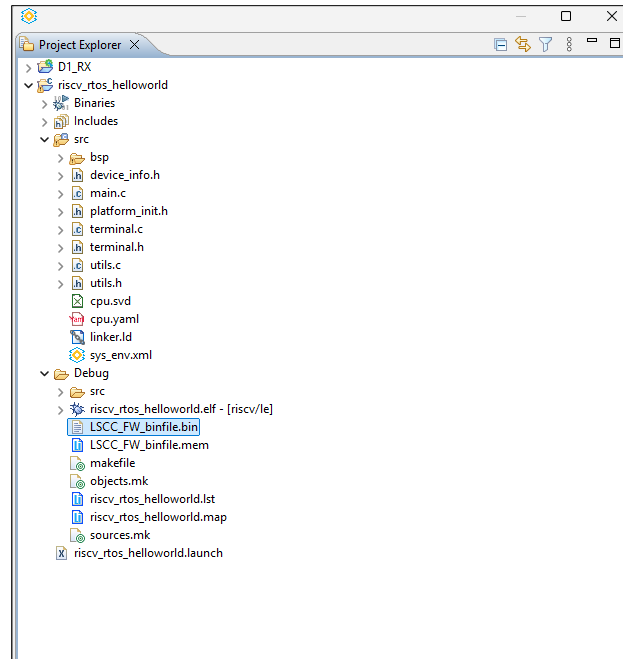 Project Explorer
D1_RX
riscv_rtos_helloworld
Binaries
Includes
src
bsp
device_info.h
main.c
platform_init.h
terminal.c
terminal.h
utils.c
utils.h
cpu.svd
cpu.yaml
linker.ld
sys_env.xml
Debug
src
riscv_rtos_helloworld.elf - [riscv/le]
LSCC_FW_binfile.bin
LSCC_FW_binfile.mem
makefile
objects.mk
riscv_rtos_helloworld.lst
riscv_rtos_helloworld.map
sources.mk
riscv_rtos_helloworld.launch